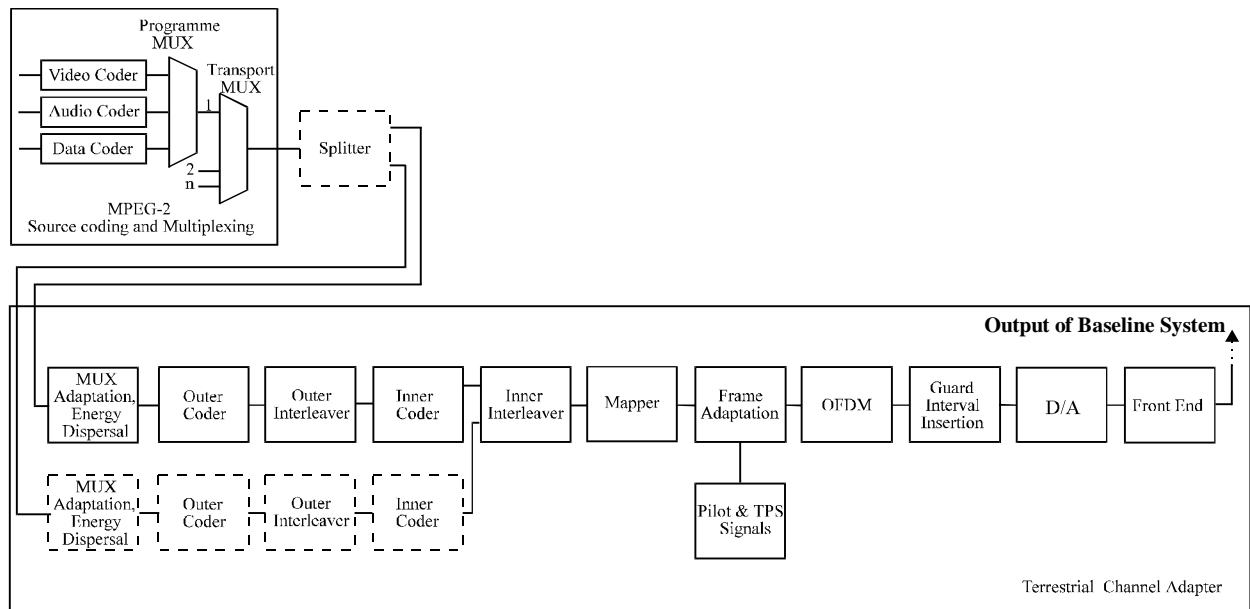 Programme
MUX
Transport
MUX
Video Coder
Audio Coder
Data Coder
1
2
n
MPEG-2
Source coding and Multiplexing
Splitter
Output of Baseline System
MUX
Adaptation,
Energy
Dispersal
Outer
Coder
Outer
Interleaver
Inner
Coder
Inner
Interleaver
Mapper
Frame
Adaptation
OFDM
Guard
Interval
Insertion
D/A
Front End
MUX
Adaptation,
Energy
Dispersal
Outer
Coder
Outer
Interleaver
Inner
Coder
Pilot & TPS
Signals
Terrestrial Channel Adapter